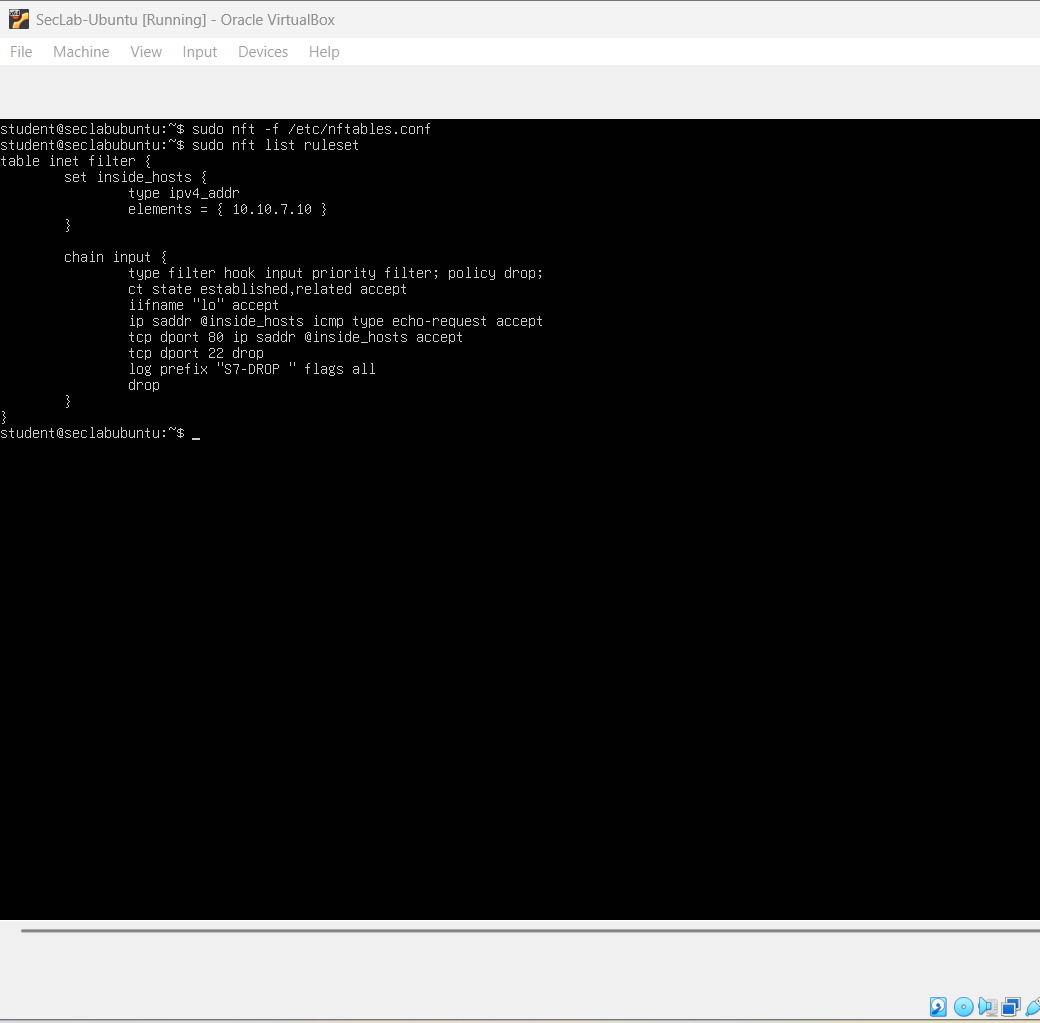 SecLab-Ubuntu [Running] - Oracle VirtualBox
File Machine View Input Devices Help
student@seclabubuntu:~$ sudo nft -f /etc/nftables.conf
student@seclabubuntu:~$ sudo nft list ruleset
table inet filter {
        set inside_hosts {
                type ipv4_addr
                elements = { 10.10.7.10 }
        }

        chain input {
                type filter hook input priority filter; policy drop;
                ct state established,related accept
                iifname "lo" accept
                ip saddr @inside_hosts icmp type echo-request accept
                tcp dport 80 ip saddr @inside_hosts accept
                tcp dport 22 drop
                log prefix "S7-DROP " flags all
                drop
        }
}
student@seclabubuntu:~$ _